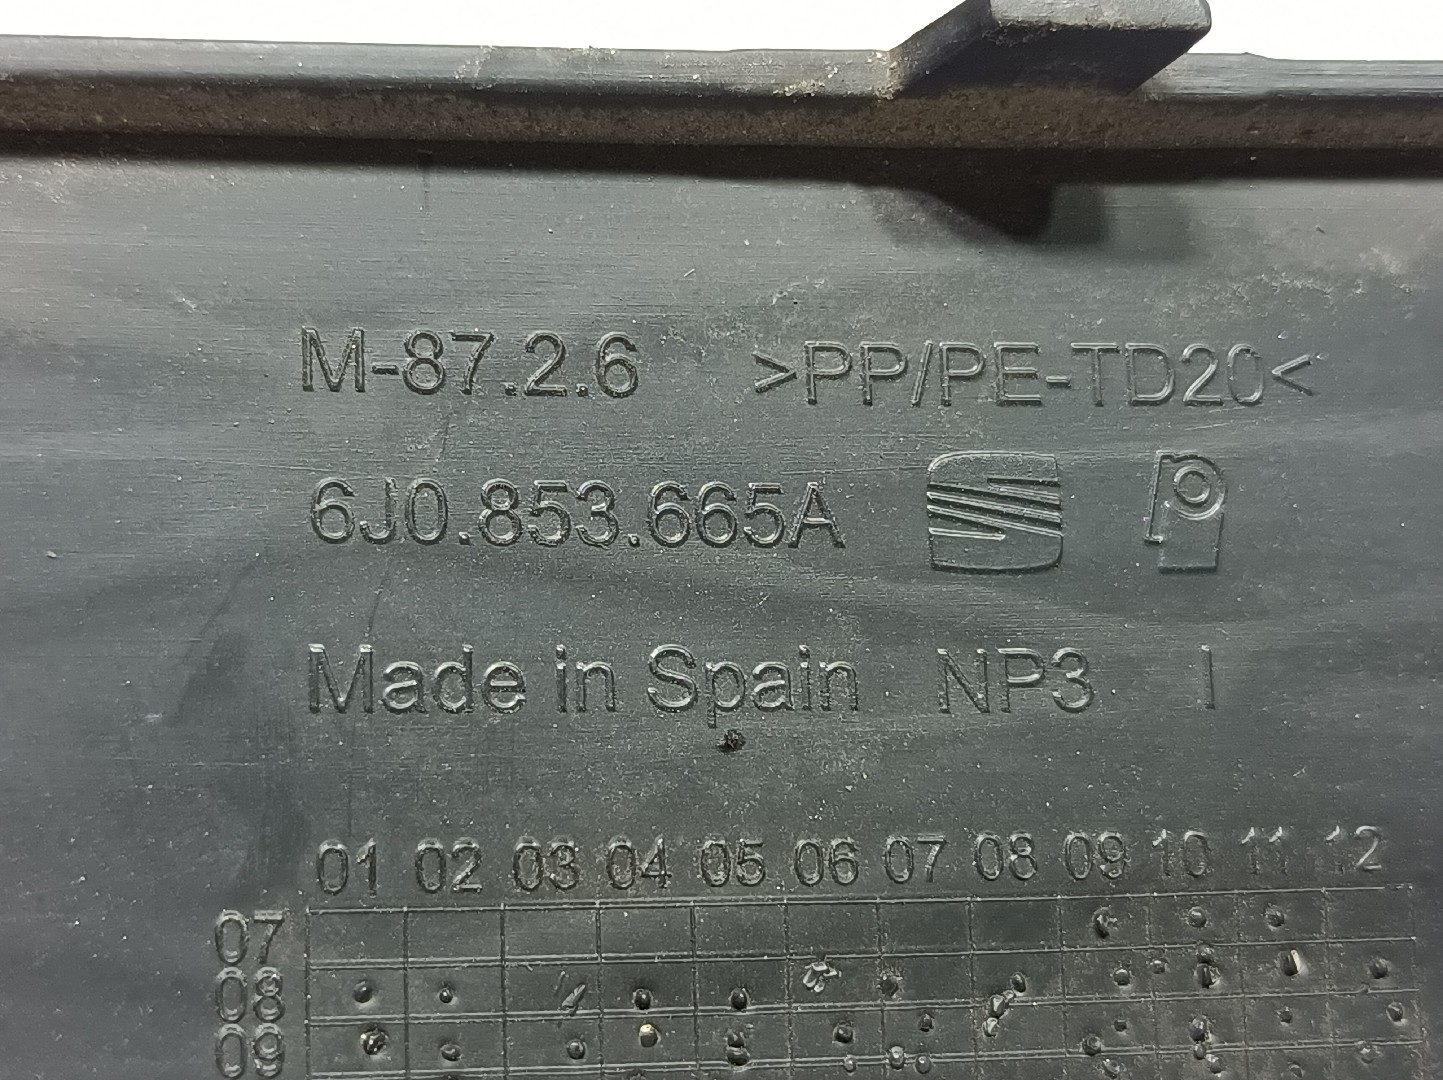 M-87.2.6 >PP/PE-TD20<
6J0.853.665A
Made in Spain NP3 I
01 02 03 04 05 06 07 08 09 10 11 12
07
08
09